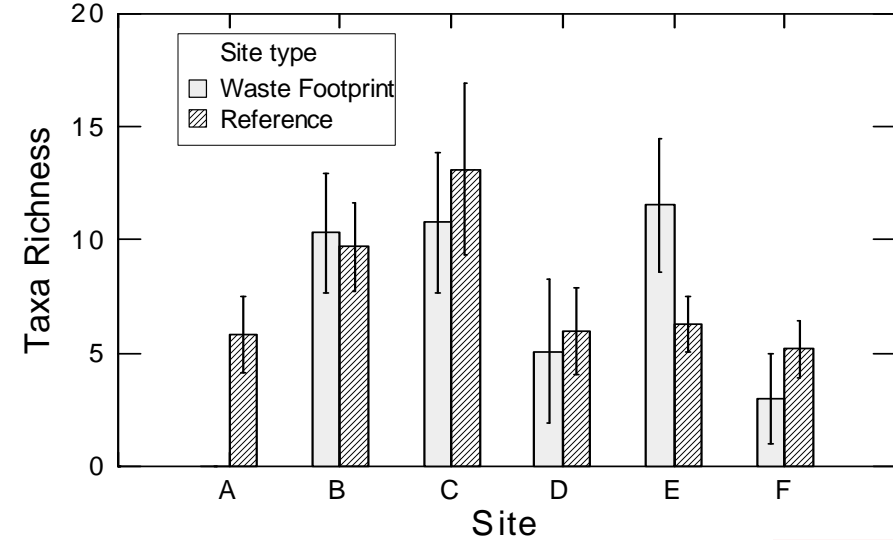 20
15
10
5
0
Taxa Richness
Site type
Waste Footprint
Reference
A B C D E F
Site